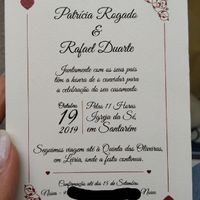 Patrícia Rogado
&
Rafael Duarte
Juntamente com os seus pais
têm a honra de o convidar para
a celebração do seu casamento
Outubro
19
2019
Pelas 11 Horas
Igreja da Sé,
em Santarém
Seguimos viagem até à Quinta das Oliveiras,
em Leiria, onde a festa continua.
Confirmação até dia 15 de Setembro
Noiva
Noivo